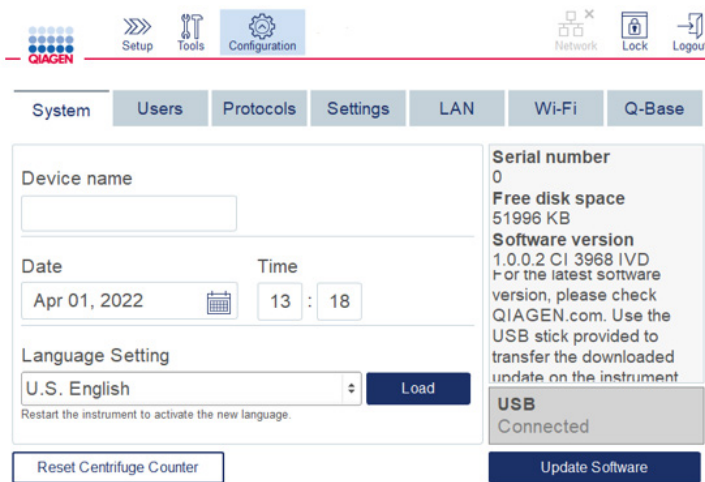 QIAGEN
Setup
Tools
Configuration
Network
Lock
Logou
System
Users
Protocols
Settings
LAN
Wi-Fi
Q-Base
Device name
Date
Time
Apr 01, 2022
13 : 18
Language Setting
U.S. English
Load
Restart the instrument to activate the new language.
Serial number
0
Free disk space
51996 KB
Software version
1.0.0.2 CI 3968 IVD
For the latest software
version, please check
QIAGEN.com. Use the
USB stick provided to
transfer the downloaded
update on the instrument
USB
Connected
Reset Centrifuge Counter
Update Software